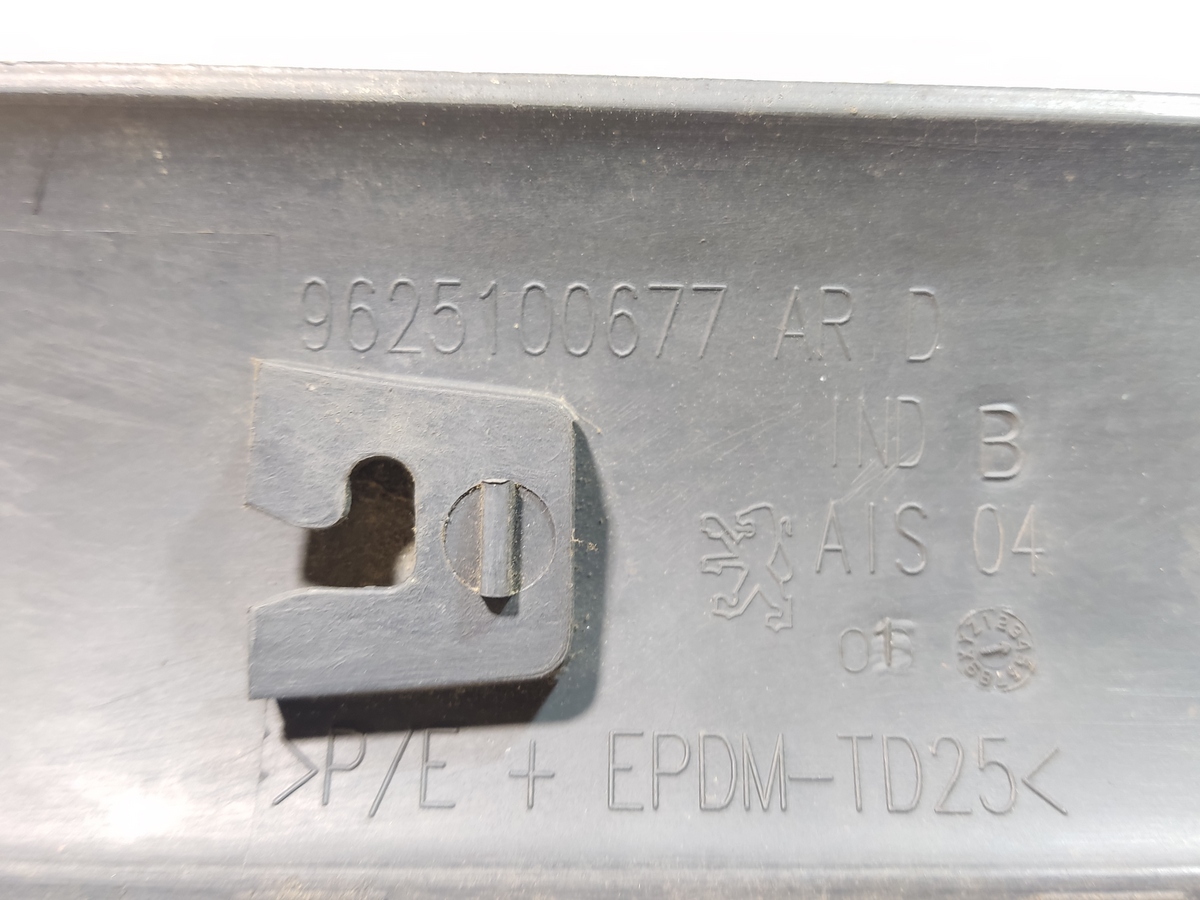 9625100677 AR D
IND B
AIS 04
>P/E + EPDM-TD25<